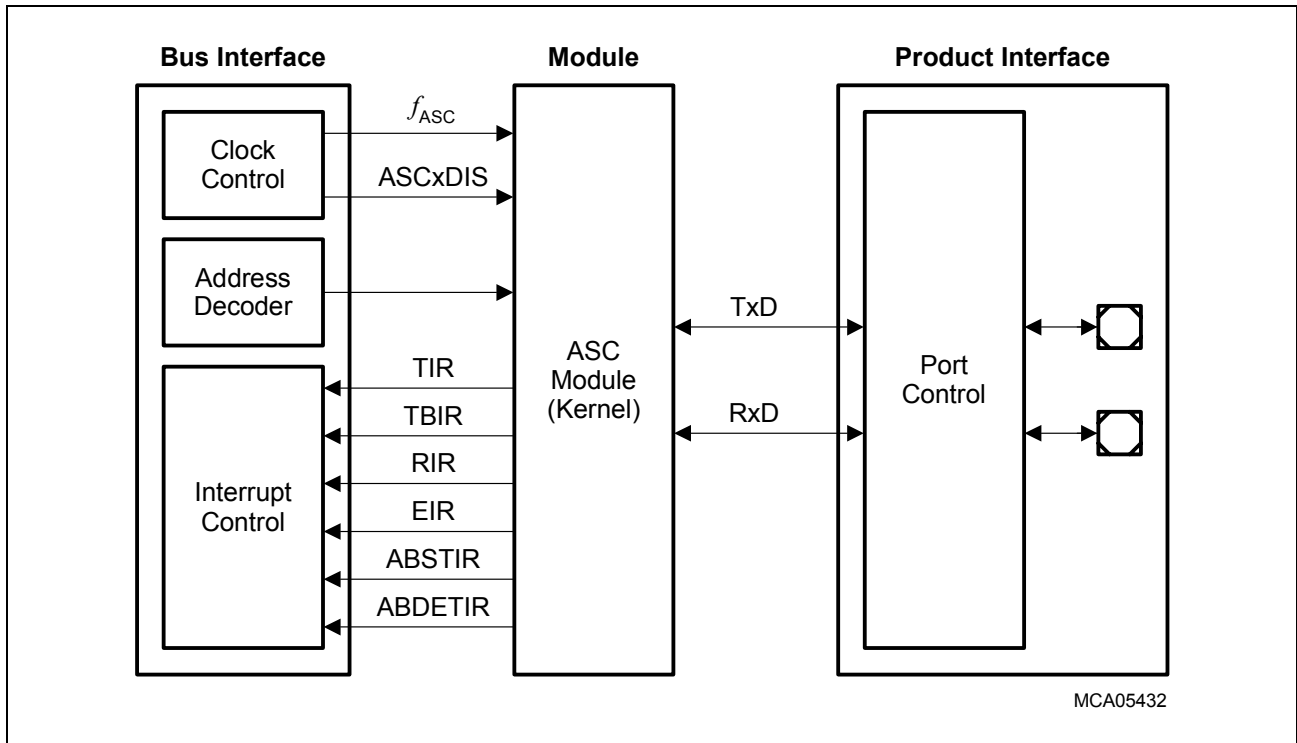 Bus Interface
Module
Product Interface
Clock
Control
f ASC
ASCxDIS
Address
Decoder
Interrupt
Control
TIR
TBIR
RIR
EIR
ABSTIR
ABDETIR
ASC
Module
(Kernel)
TxD
RxD
Port
Control
MCA05432